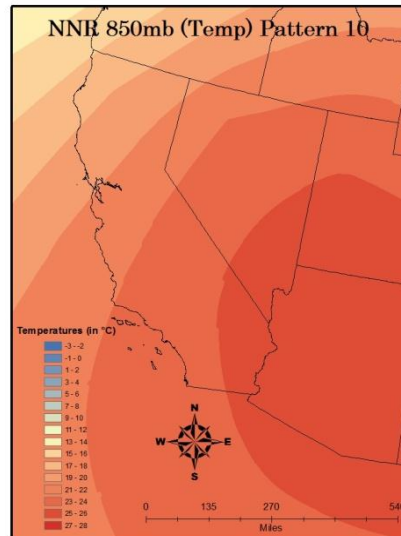 NNR 850mb (Temp) Pattern 10
Temperatures (in °C)
-3 - -2
-1 - 0
1 - 2
3 - 4
5 - 6
7 - 8
9 - 10
11 - 12
13 - 14
15 - 16
17 - 18
19 - 20
21 - 22
23 - 24
25 - 26
27 - 28
N
W E
S
0 135 270 540
Miles